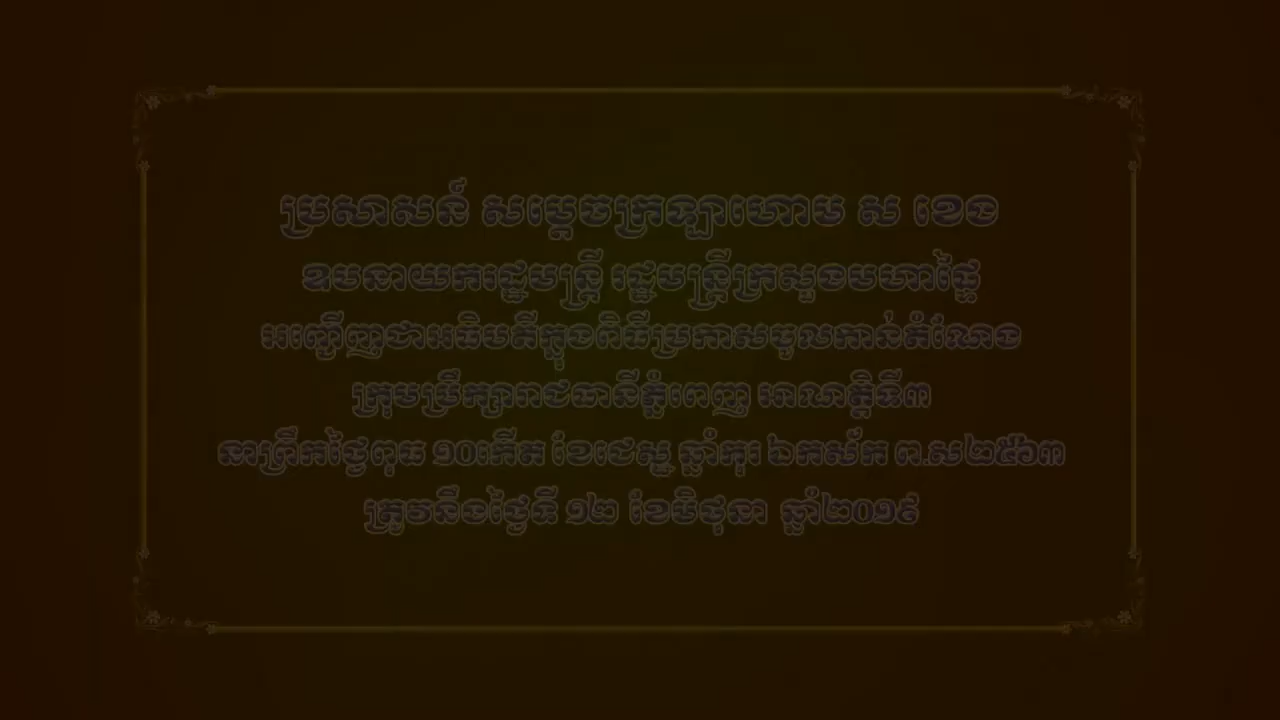 ប្រសាសន៍ សម្តេចក្រឡាហោម ស ខេង
ឧបនាយករដ្ឋមន្ត្រី រដ្ឋមន្ត្រីក្រសួងមហាផ្ទៃ
អញ្ជើញជាអធិបតីក្នុងពិធីប្រកាសចូលកាន់តំណែង
ក្រុមប្រឹក្សារាជធានីភ្នំពេញ អាណត្តិទី៣
នាព្រឹកថ្ងៃពុធ ១០កើត ខែជេស្ឋ ឆ្នាំកុរ ឯកស័ក ព.ស២៥៦៣
ត្រូវនឹងថ្ងៃទី ១២ ខែមិថុនា ឆ្នាំ២០១៩